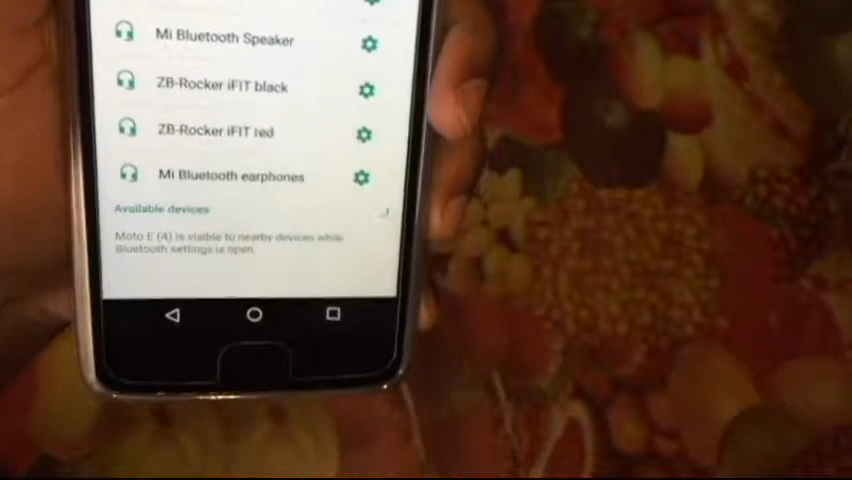 Mi Bluetooth Speaker
ZB-Rocker iFIT black
ZB-Rocker iFIT red
Mi Bluetooth earphones
Available devices
Moto E (4) is visible to nearby devices while
Bluetooth settings is open.